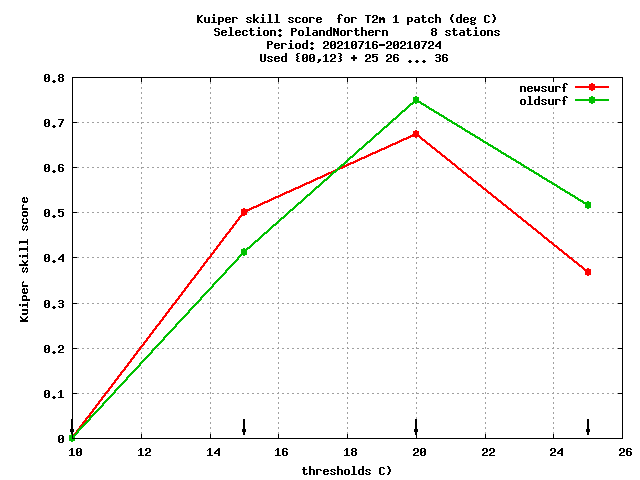 Kuiper skill score  for T2m 1 patch (deg C)
Selection: PolandNorthern      8 stations
Period: 20210716-20210724
Used {00,12} + 25 26 ... 36
newsurf
oldsurf
0.8
0.7
0.6
0.5
0.4
0.3
0.2
0.1
0
Kuiper skill score
10 12 14 16 18 20 22 24 26
thresholds C)